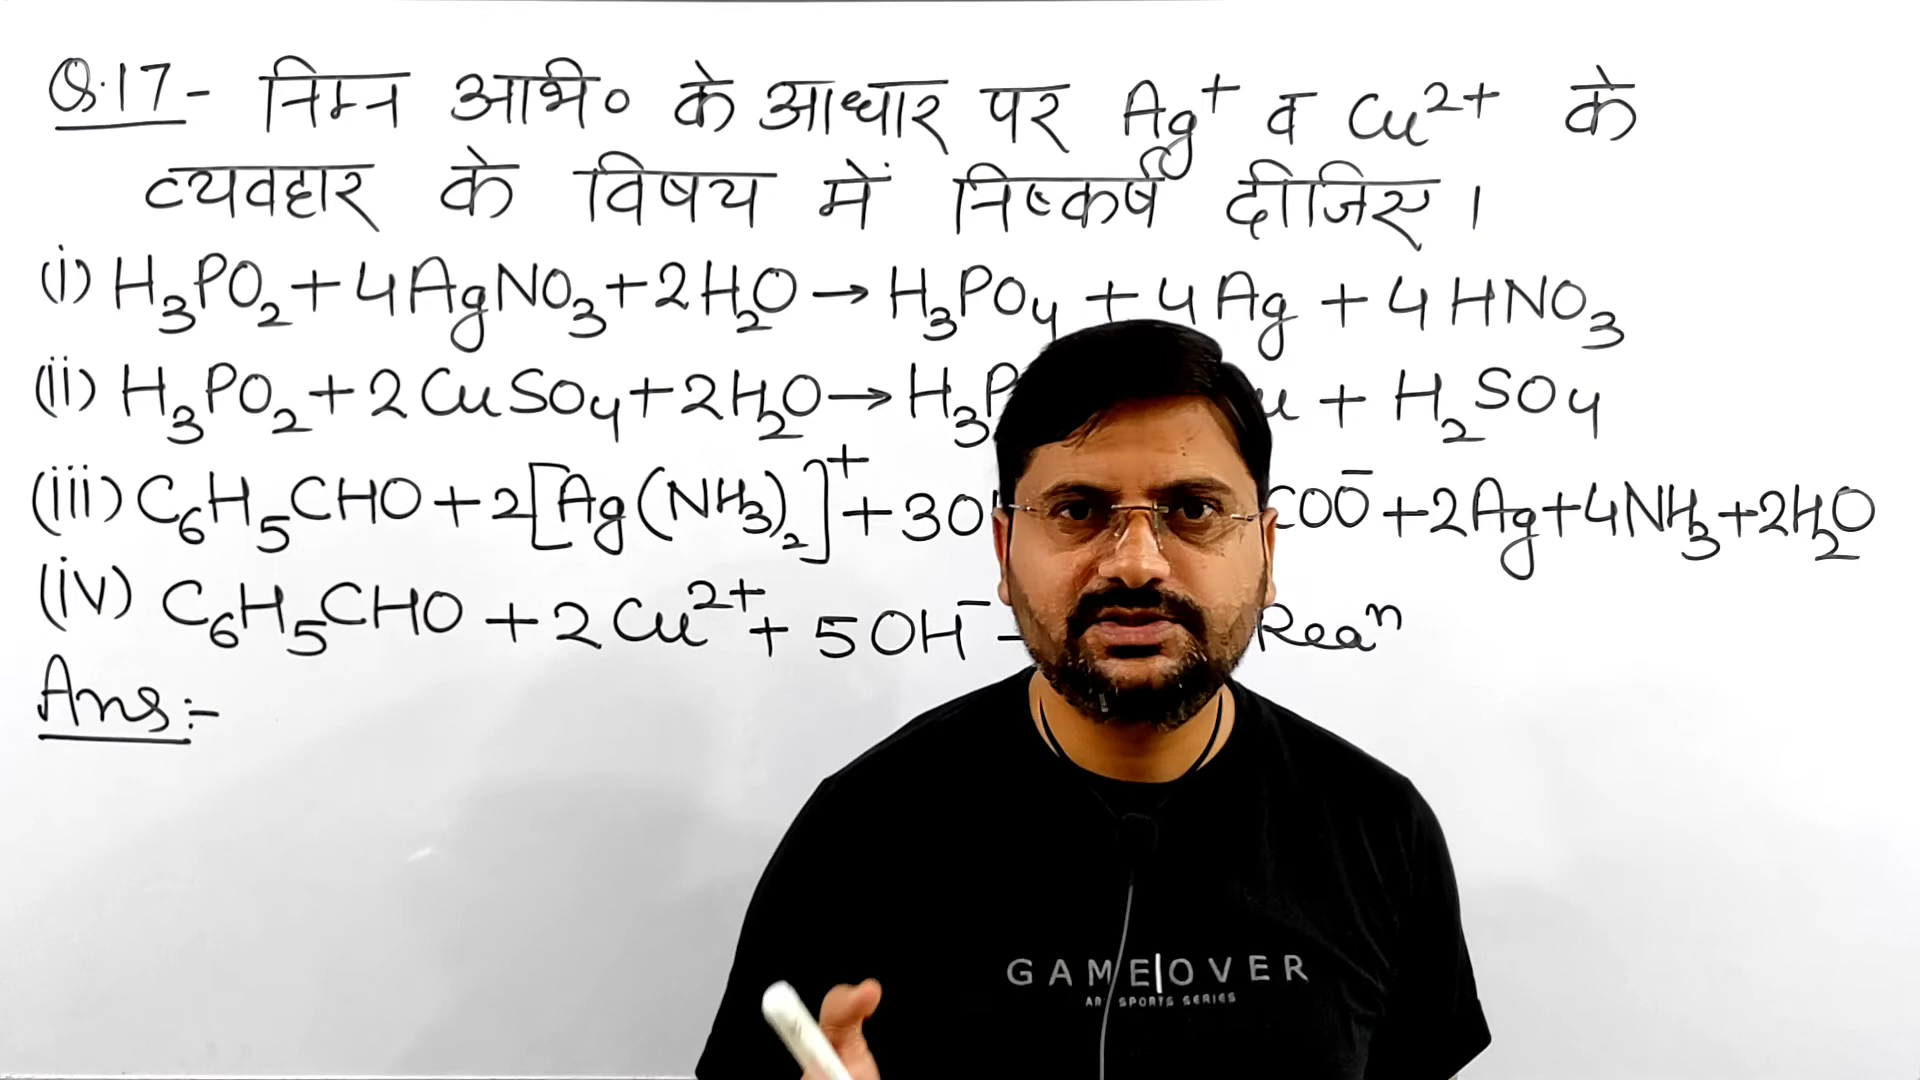 Q.17- निम्न अभि० के आधार पर Ag⁺ व Cu²⁺ के
व्यवहार के विषय में निष्कर्ष दीजिए।
(i) H₃PO₂ + 4AgNO₃ + 2H₂O → H₃PO₄ + 4Ag + 4HNO₃
(ii) H₃PO₂ + 2CuSO₄ + 2H₂O → H₃P u + H₂SO₄
(iii) C₆H₅CHO + 2[Ag(NH₃)₂]⁺ + 3O COO⁻ + 2Ag + 4NH₃ + 2H₂O
(iv) C₆H₅CHO + 2Cu²⁺ + 5OH⁻ - Reaⁿ
Ans:-
GAME|OVER
SPORTS SERIES